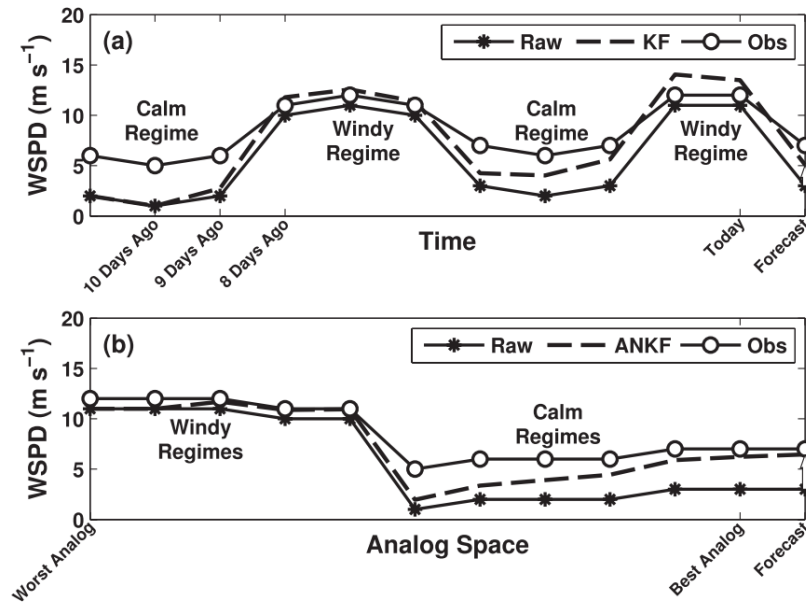 20
(a)
Raw KF Obs
15
Calm
Regime
Calm
Regime
10
Windy
Regime
Windy
Regime
5
0
WSPD (m s⁻¹)
10 Days Ago
9 Days Ago
8 Days Ago
Time
Today
Forecast
20
(b)
Raw ANKF Obs
15
10
Windy
Regimes
Calm
Regimes
5
0
WSPD (m s⁻¹)
Worst Analog
Analog Space
Best Analog
Forecast